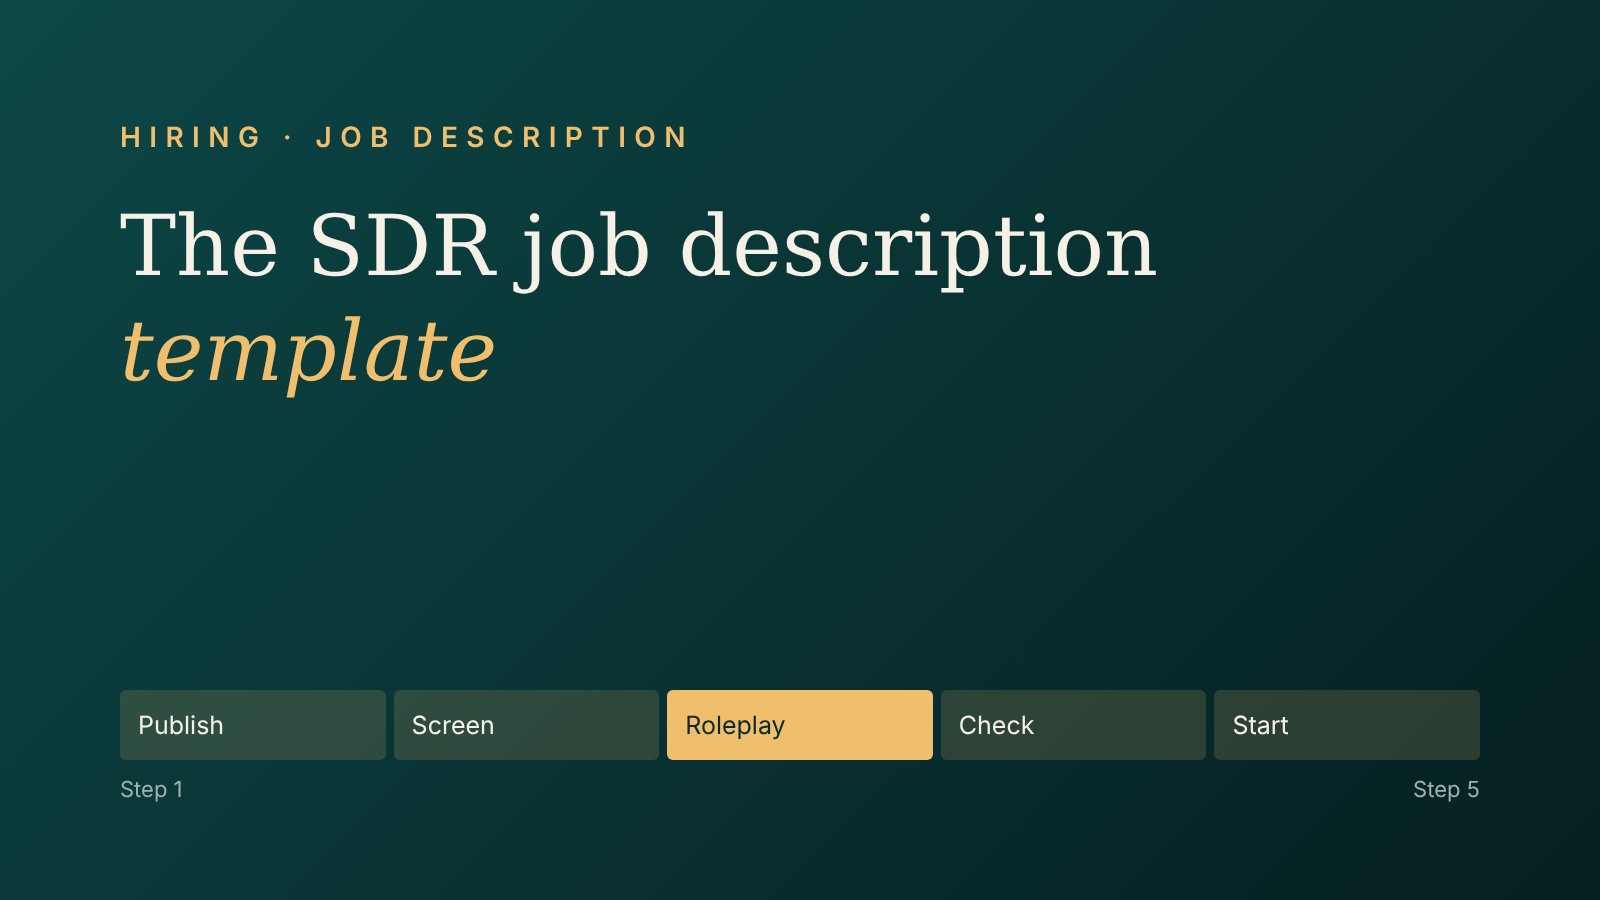 HIRING · JOB DESCRIPTION
The SDR job description
template
Publish
Screen
Roleplay
Check
Start
Step 1
Step 5